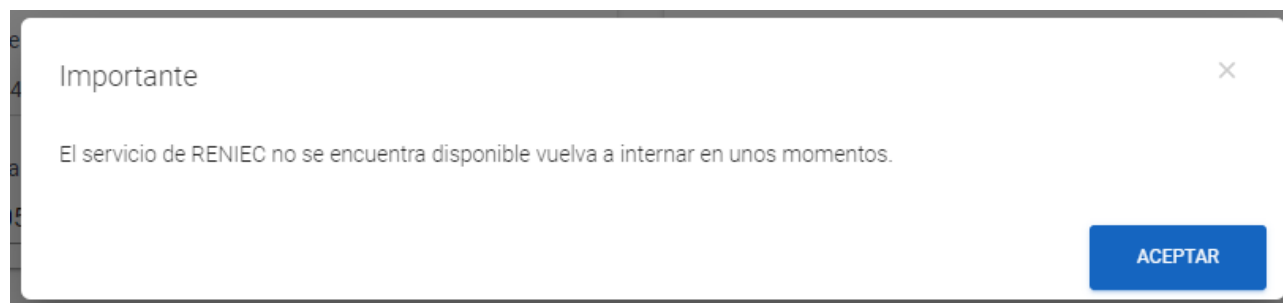 Importante
El servicio de RENIEC no se encuentra disponible vuelva a internar en unos momentos.
ACEPTAR